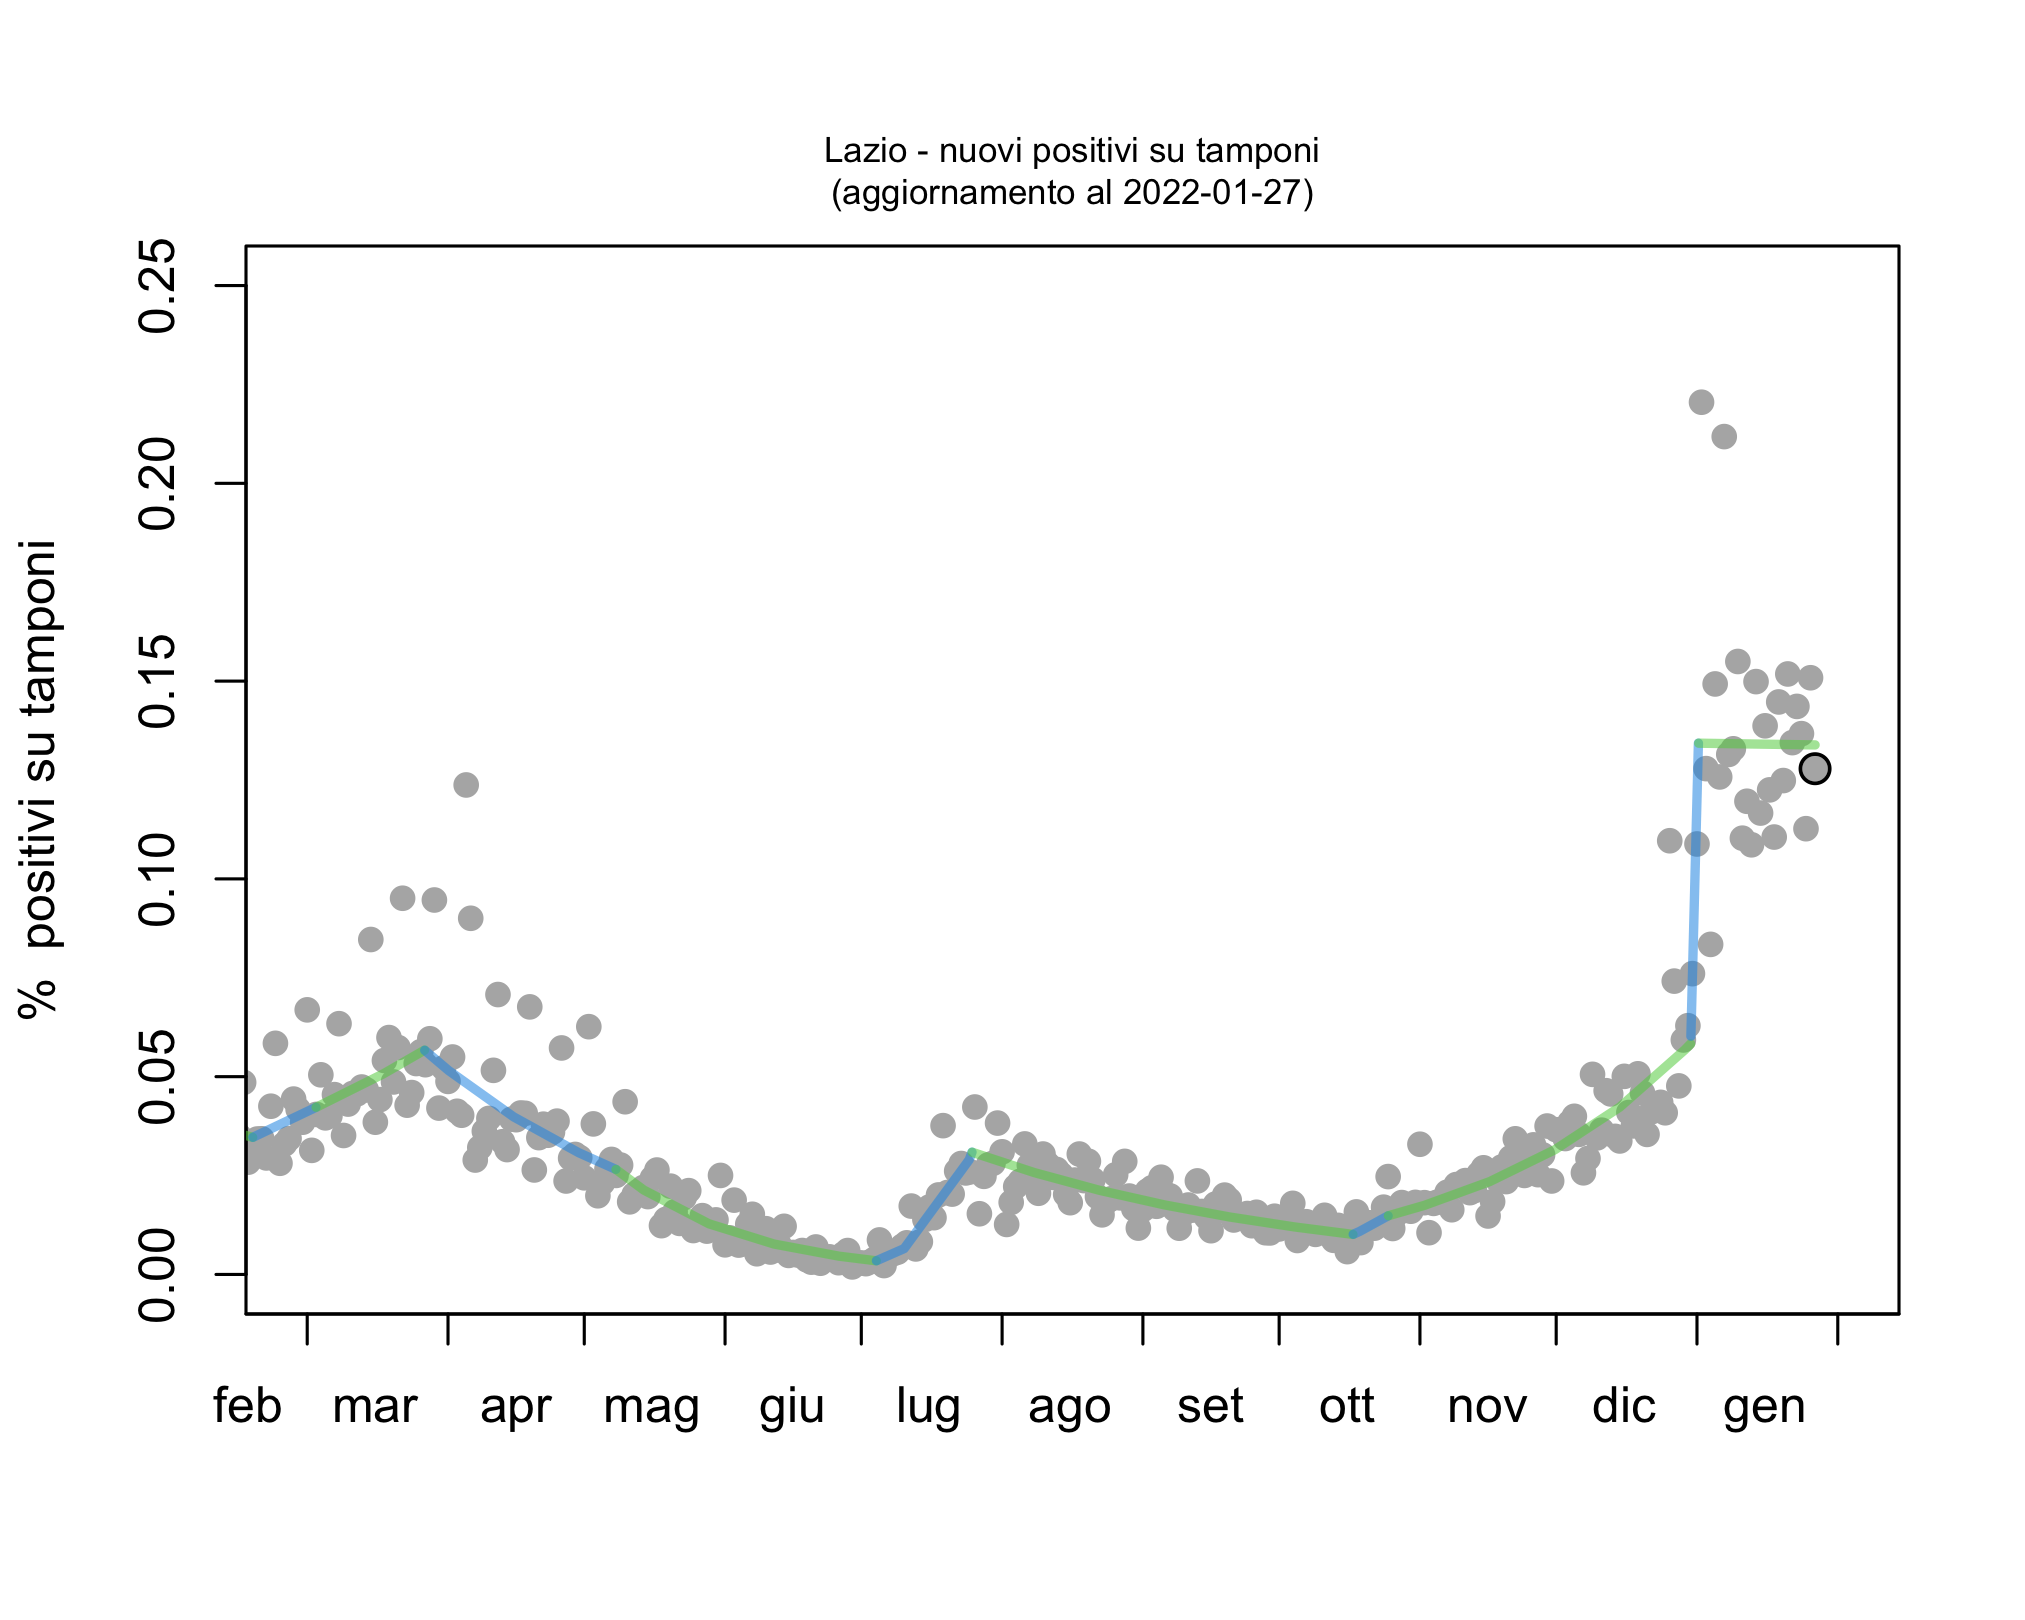 Lazio - nuovi positivi su tamponi
(aggiornamento al 2022-01-27)
% positivi su tamponi
0.25
0.20
0.15
0.10
0.05
0.00
feb mar apr mag giu lug ago set ott nov dic gen